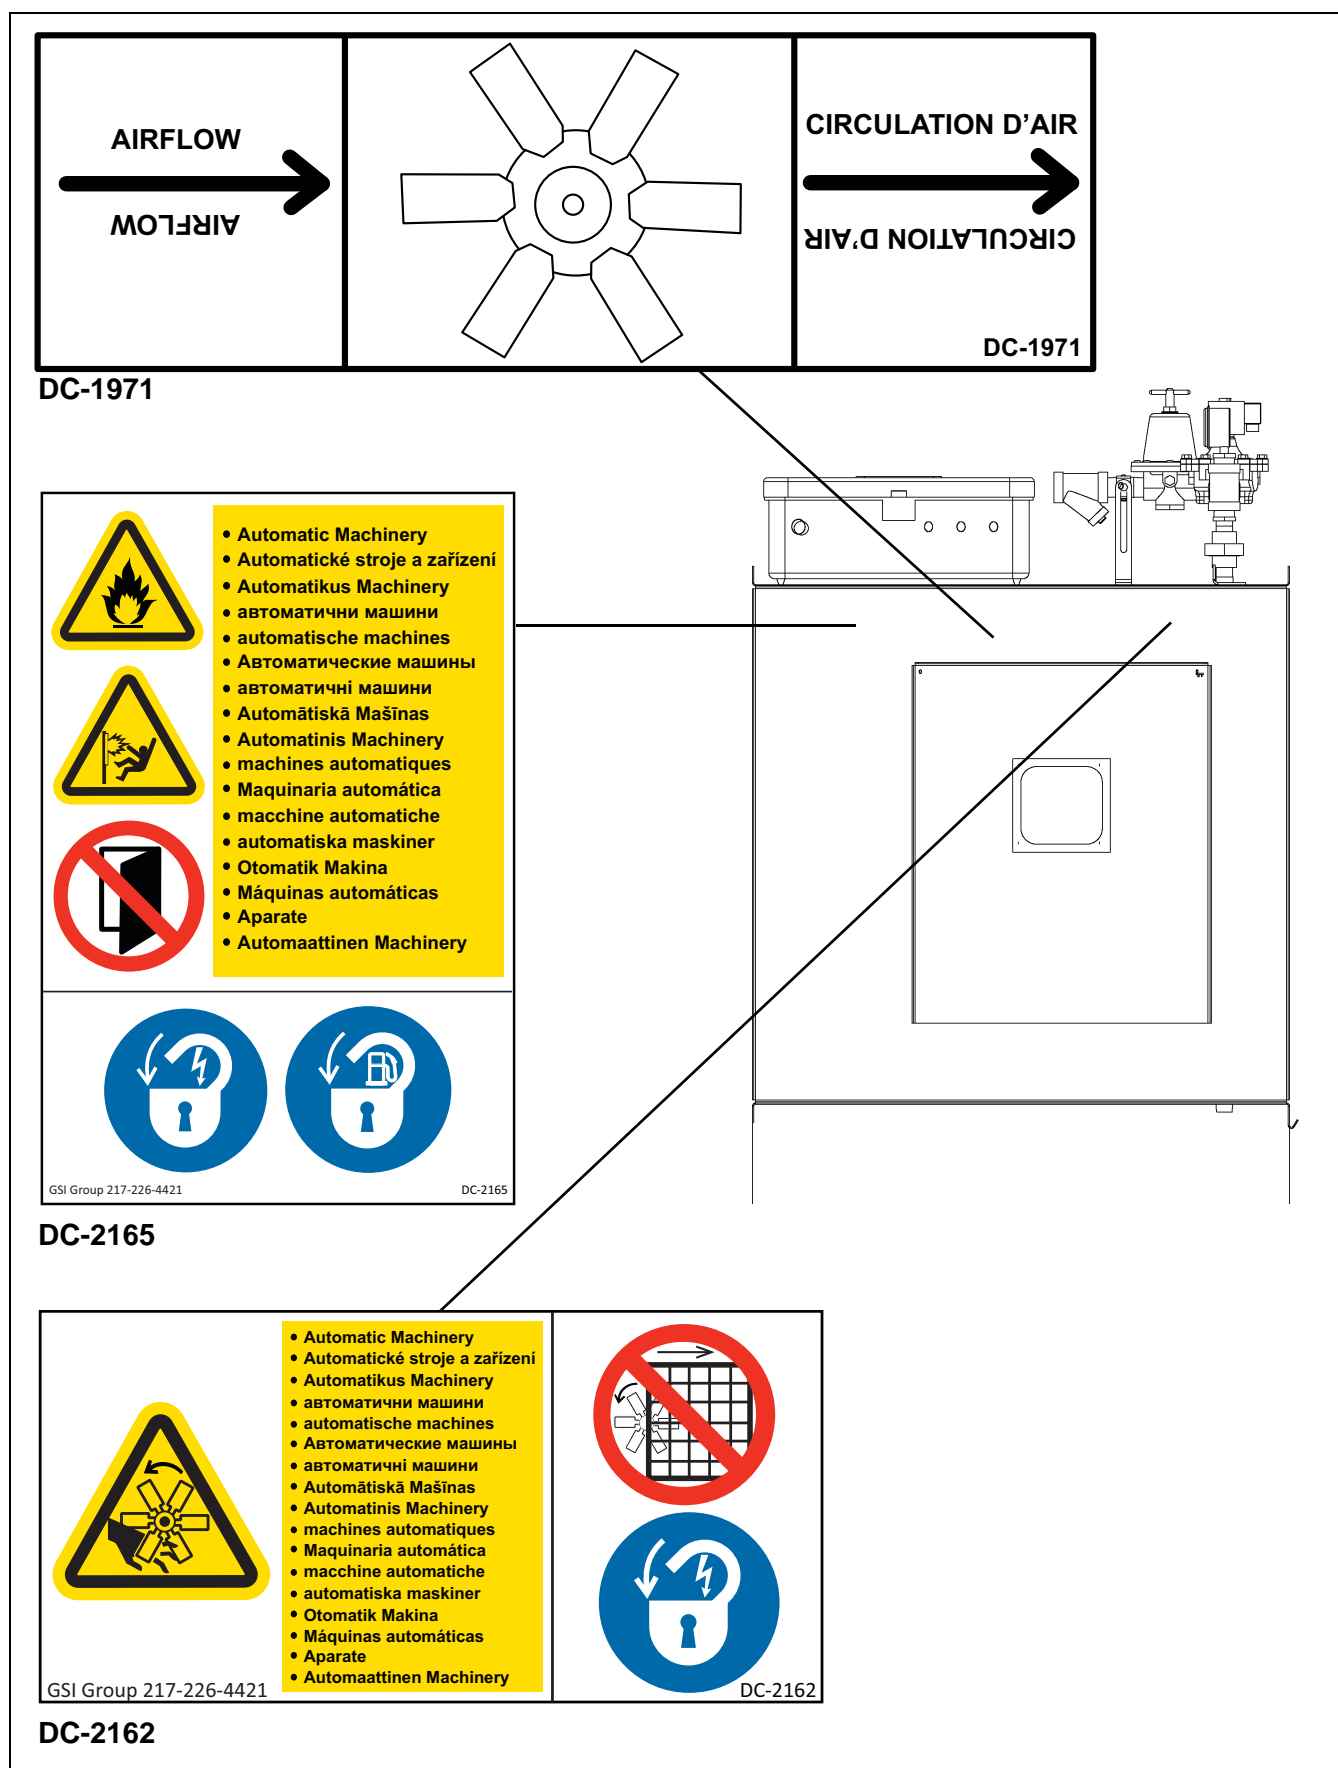 AIRFLOW
AIRFLOW
CIRCULATION D'AIR
CIRCULATION D'AIR
DC-1971
DC-1971
• Automatic Machinery
• Automatické stroje a zařízení
• Automatikus Machinery
• автоматични машини
• automatische machines
• Автоматические машины
• автоматичні машини
• Automātiskā Mašīnas
• Automatinis Machinery
• machines automatiques
• Maquinaria automática
• macchine automatiche
• automatiska maskiner
• Otomatik Makina
• Máquinas automáticas
• Aparate
• Automaattinen Machinery
GSI Group 217-226-4421
DC-2165
DC-2165
• Automatic Machinery
• Automatické stroje a zařízení
• Automatikus Machinery
• автоматични машини
• automatische machines
• Автоматические машины
• автоматичні машини
• Automātiskā Mašīnas
• Automatinis Machinery
• machines automatiques
• Maquinaria automática
• macchine automatiche
• automatiska maskiner
• Otomatik Makina
• Máquinas automáticas
• Aparate
• Automaattinen Machinery
GSI Group 217-226-4421
DC-2162
DC-2162